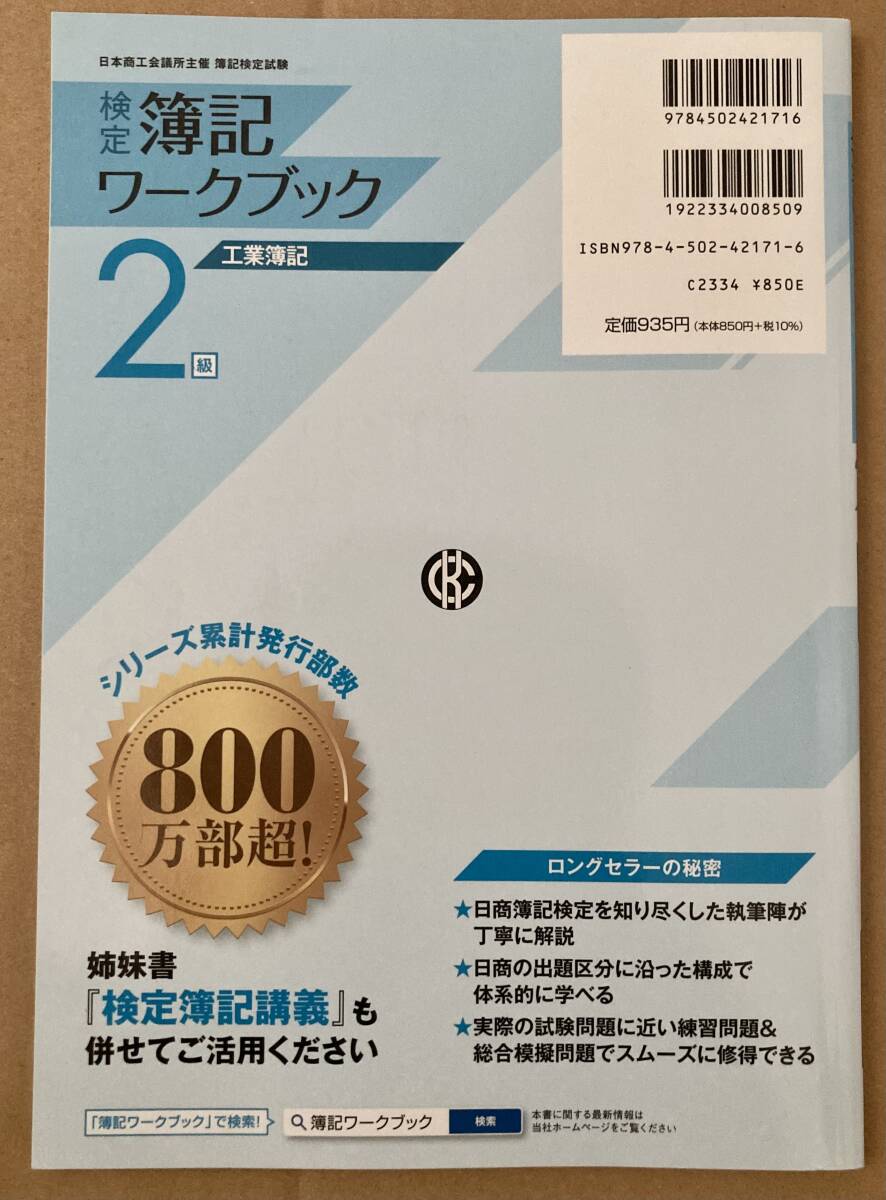 日本商工会議所主催 簿記検定試験
検定 簿記
ワークブック
2級
工業簿記
9784502421716
1922334008509
ISBN978-4-502-42171-6
C2334 ¥850E
定価935円(本体850円+税10%)
シリーズ累計発行部数
800
万部超!
姉妹書
『検定簿記講義』も
併せてご活用ください
ロングセラーの秘密
★日商簿記検定を知り尽くした執筆陣が
丁寧に解説
★日商の出題区分に沿った構成で
体系的に学べる
★実際の試験問題に近い練習問題&
総合模擬問題でスムーズに修得できる
「簿記ワークブック」で検索!
簿記ワークブック
検索
本書に関する最新情報は
当社ホームページをご覧ください